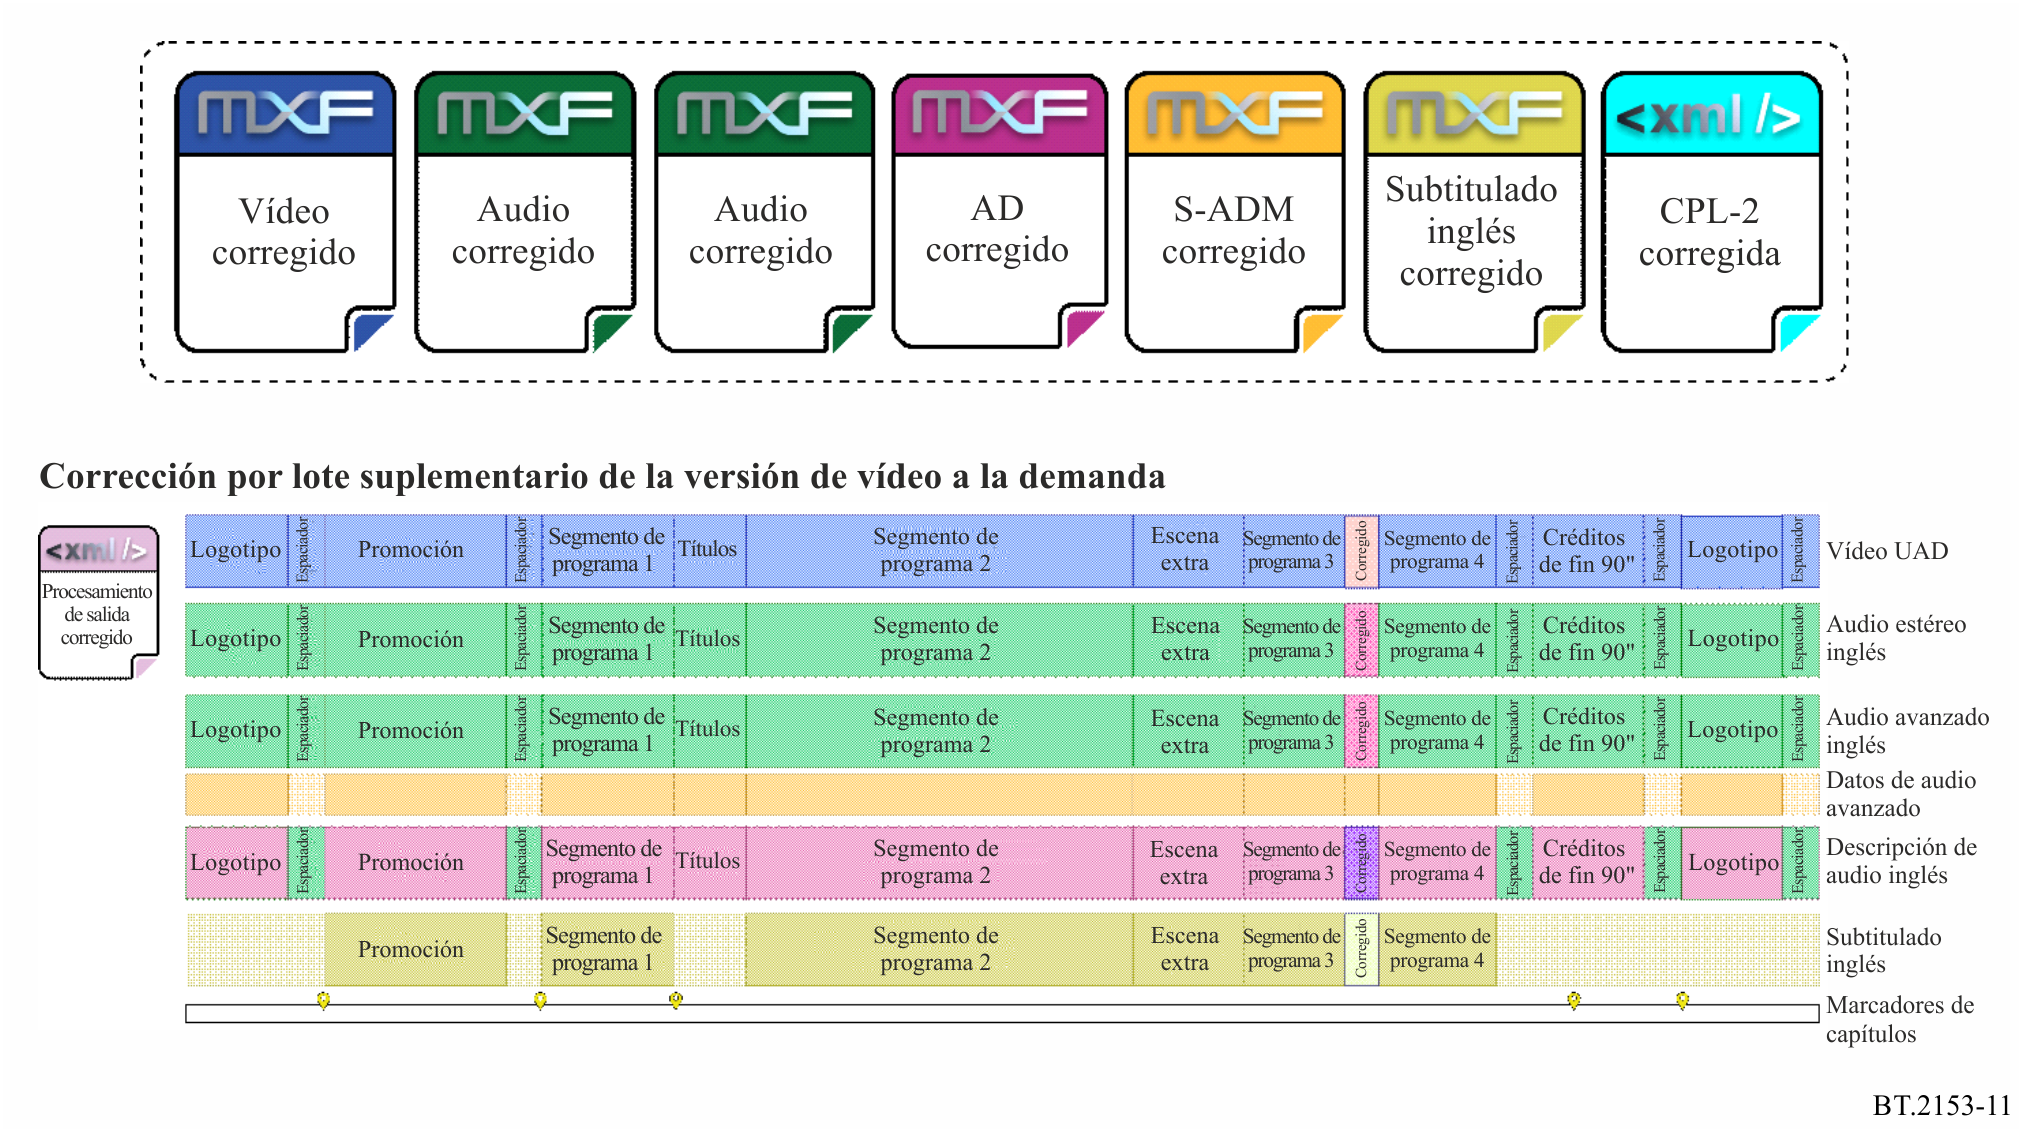 mxf
mxf
mxf
mxf
mxf
mxf
<xml />
Vídeo
corregido
Audio
corregido
Audio
corregido
AD
corregido
S-ADM
corregido
Subtitulado
inglés
corregido
CPL-2
corregida
Corrección por lote suplementario de la versión de vídeo a la demanda
<xml />
Procesamiento
de salida
corregido
Logotipo
Espaciador
Promoción
Espaciador
Segmento de
programa 1
Títulos
Segmento de
programa 2
Escena
extra
Segmento de
programa 3
Corregido
Segmento de
programa 4
Espaciador
Créditos
de fin 90"
Espaciador
Logotipo
Espaciador
Vídeo UAD
Logotipo
Espaciador
Promoción
Espaciador
Segmento de
programa 1
Títulos
Segmento de
programa 2
Escena
extra
Segmento de
programa 3
Corregido
Segmento de
programa 4
Espaciador
Créditos
de fin 90"
Espaciador
Logotipo
Espaciador
Audio estéreo
inglés
Logotipo
Espaciador
Promoción
Espaciador
Segmento de
programa 1
Títulos
Segmento de
programa 2
Escena
extra
Segmento de
programa 3
Corregido
Segmento de
programa 4
Espaciador
Créditos
de fin 90"
Espaciador
Logotipo
Espaciador
Audio avanzado
inglés
Datos de audio
avanzado
Logotipo
Espaciador
Promoción
Espaciador
Segmento de
programa 1
Títulos
Segmento de
programa 2
Escena
extra
Segmento de
programa 3
Corregido
Segmento de
programa 4
Espaciador
Créditos
de fin 90"
Espaciador
Logotipo
Espaciador
Descripción de
audio inglés
Promoción
Segmento de
programa 1
Segmento de
programa 2
Escena
extra
Segmento de
programa 3
Corregido
Segmento de
programa 4
Subtitulado
inglés
Marcadores de
capítulos
BT.2153-11